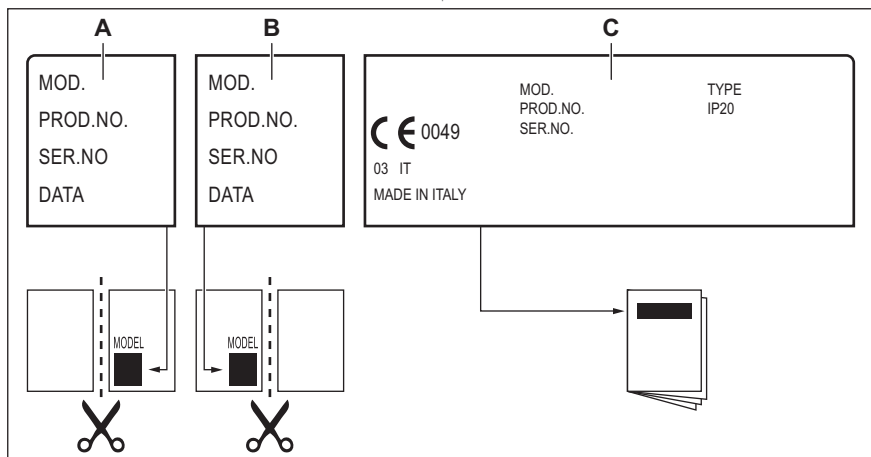 A
B
C
MOD.
PROD.NO.
SER.NO
DATA
MOD.
PROD.NO.
SER.NO
DATA
MOD.
PROD.NO.
SER.NO.
TYPE
IP20
CE 0049
03 IT
MADE IN ITALY
MODEL
MODEL